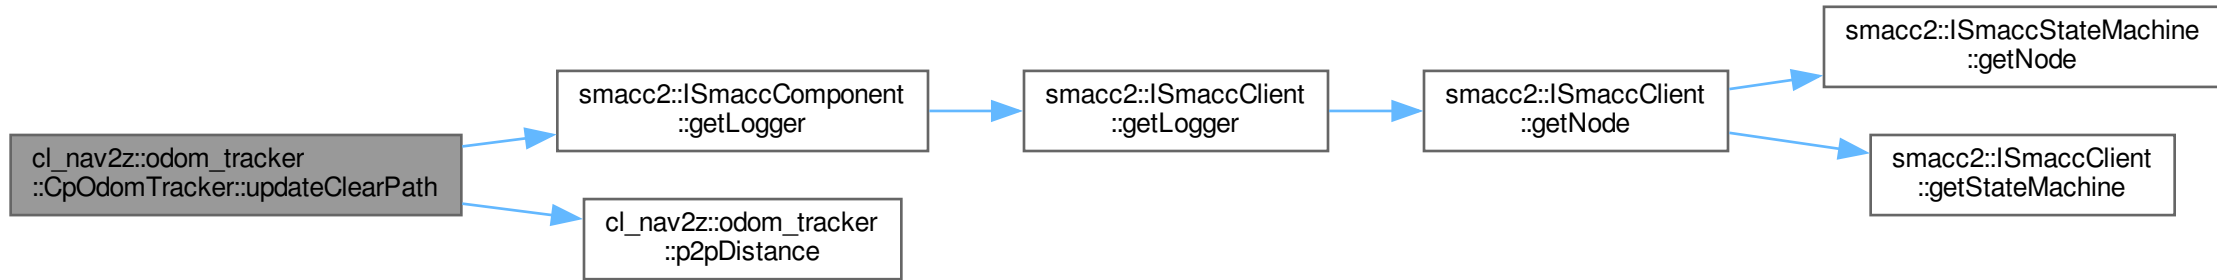 cl_nav2z::odom_tracker
::CpOdomTracker::updateClearPath
smacc2::ISmaccComponent
::getLogger
cl_nav2z::odom_tracker
::p2pDistance
smacc2::ISmaccClient
::getLogger
smacc2::ISmaccClient
::getNode
smacc2::ISmaccStateMachine
::getNode
smacc2::ISmaccClient
::getStateMachine